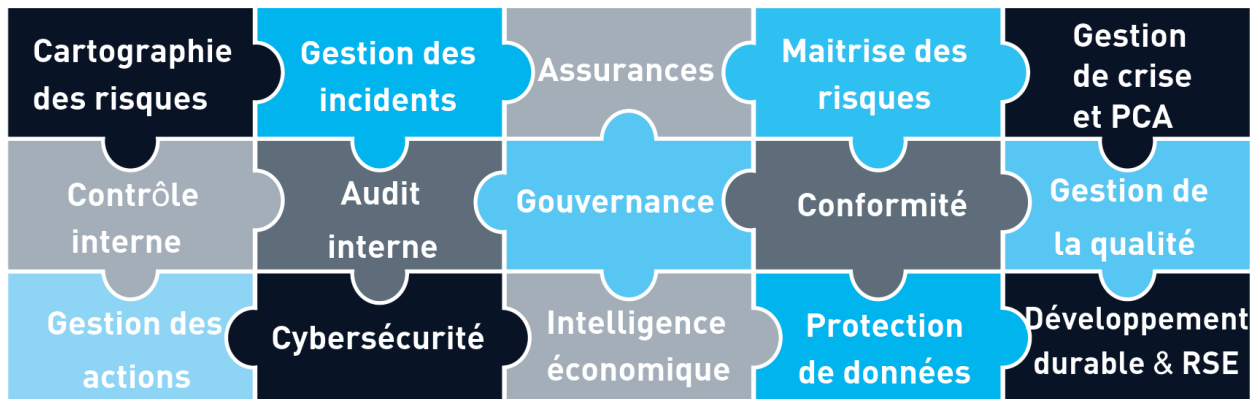 Cartographie
des risques
Gestion des
incidents
Assurances
Maitrise des
risques
Gestion
de crise
et PCA
Contrôle
interne
Audit
interne
Gouvernance
Conformité
Gestion de
la qualité
Gestion des
actions
Cybersécurité
Intelligence
économique
Protection
de données
Développement
durable & RSE